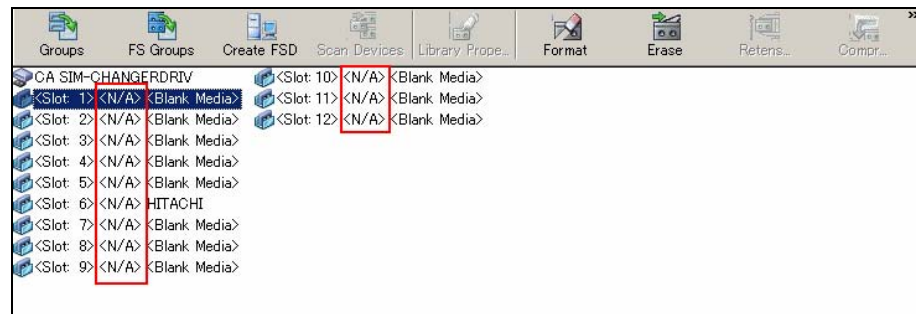 Groups FS Groups Create FSD Scan Devices Library Prope... Format Erase Retens... Compr... »
CA SIM-CHANGERDRIV
<Slot: 1> <N/A> <Blank Media>
<Slot: 2> <N/A> <Blank Media>
<Slot: 3> <N/A> <Blank Media>
<Slot: 4> <N/A> <Blank Media>
<Slot: 5> <N/A> <Blank Media>
<Slot: 6> <N/A> HITACHI
<Slot: 7> <N/A> <Blank Media>
<Slot: 8> <N/A> <Blank Media>
<Slot: 9> <N/A> <Blank Media>
<Slot: 10> <N/A> <Blank Media>
<Slot: 11> <N/A> <Blank Media>
<Slot: 12> <N/A> <Blank Media>